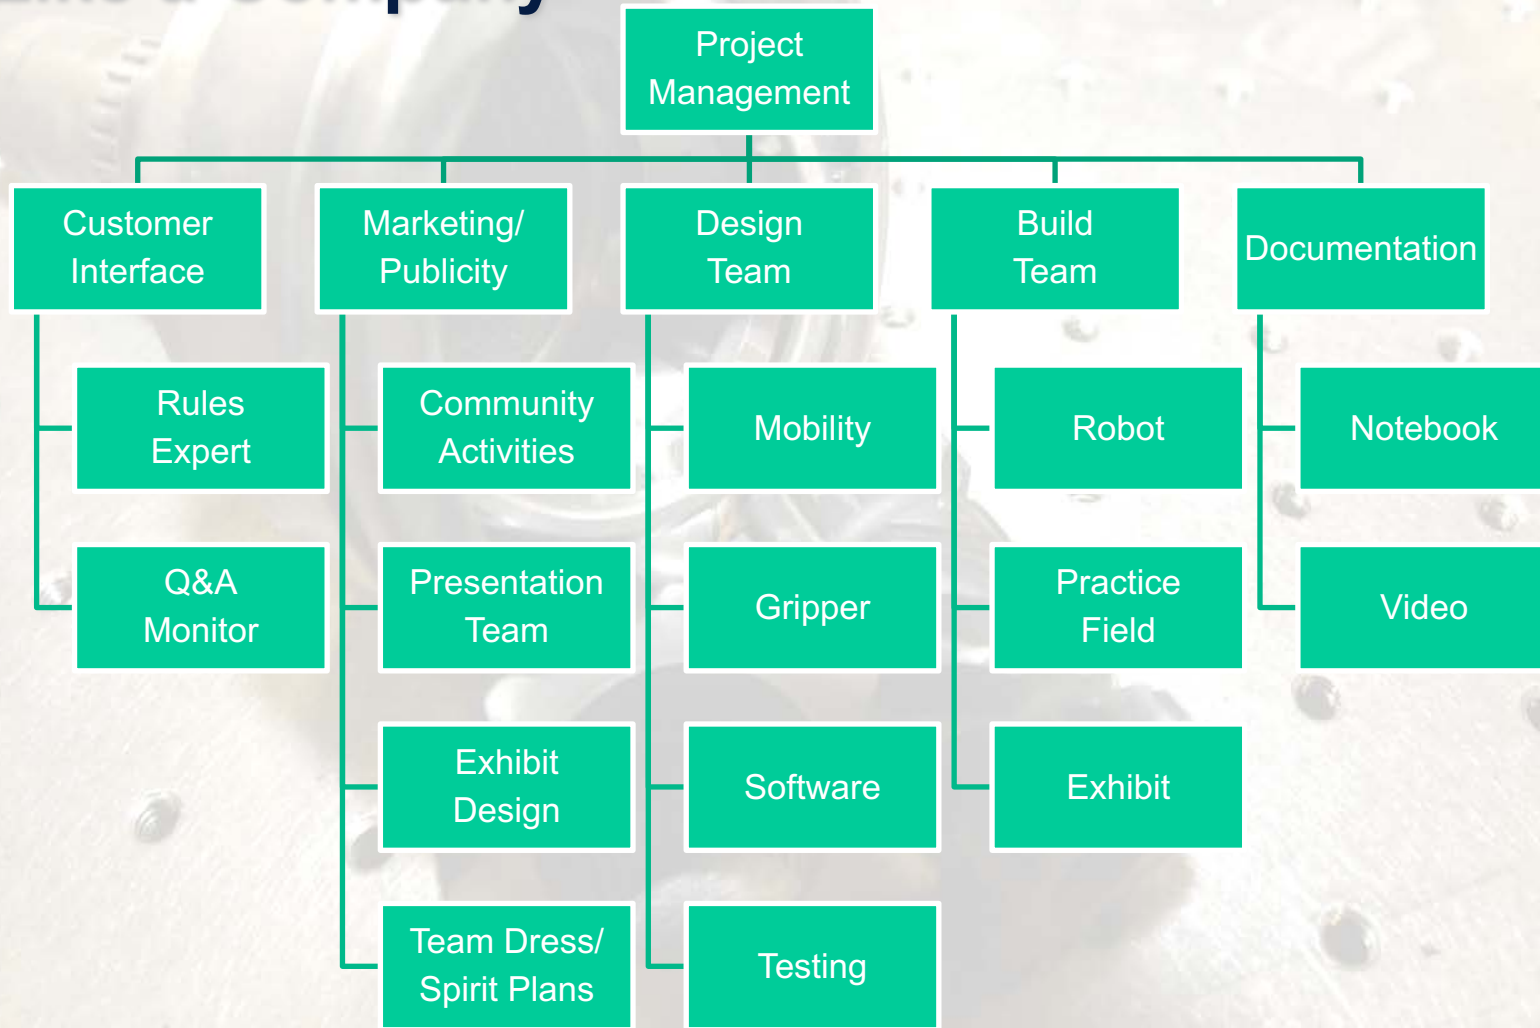 a Company
Project
Management
Customer
Interface
Marketing/
Publicity
Design
Team
Build
Team
Documentation
Rules
Expert
Community
Activities
Mobility
Robot
Notebook
Q&A
Monitor
Presentation
Team
Gripper
Practice
Field
Video
Exhibit
Design
Software
Exhibit
Team Dress/
Spirit Plans
Testing